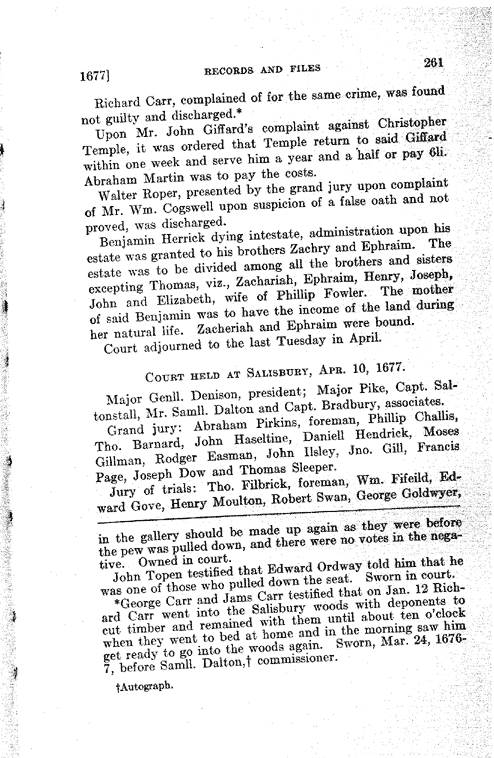 1677] RECORDS AND FILES 261
Richard Carr, complained of for the same crime, was found
not guilty and discharged.*
Upon Mr. John Giffard's complaint against Christopher
Temple, it was ordered that Temple return to said Giffard
within one week and serve him a year and a half or pay 6li.
Abraham Martin was to pay the costs.
Walter Roper, presented by the grand jury upon complaint
of Mr. Wm. Cogswell upon suspicion of a false oath and not
proved, was discharged.
Benjamin Herrick dying intestate, administration upon his
estate was granted to his brothers Zachry and Ephraim. The
estate was to be divided among all the brothers and sisters
excepting Thomas, viz., Zachariah, Ephraim, Henry, Joseph,
John and Elizabeth, wife of Phillip Fowler. The mother
of said Benjamin was to have the income of the land during
her natural life. Zacheriah and Ephraim were bound.
Court adjourned to the last Tuesday in April.
COURT HELD AT SALISBURY, APR. 10, 1677.
Major Genll. Denison, president; Major Pike, Capt. Sal-
tonstall, Mr. Samll. Dalton and Capt. Bradbury, associates.
Grand jury: Abraham Pirkins, foreman, Phillip Challis,
Tho. Barnard, John Haseltine, Daniell Hendrick, Moses
Gillman, Rodger Easman, John Ilsley, Jno. Gill, Francis
Page, Joseph Dow and Thomas Sleeper.
Jury of trials: Tho. Filbrick, foreman, Wm. Fifeild, Ed-
ward Gove, Henry Moulton, Robert Swan, George Goldwyer,
in the gallery should be made up again as they were before
the pew was pulled down, and there were no votes in the nega-
tive. Owned in court.
John Topen testified that Edward Ordway told him that he
was one of those who pulled down the seat. Sworn in court.
*George Carr and Jams Carr testified that on Jan. 12 Rich-
ard Carr went into the Salisbury woods with deponents to
cut timber and remained with them until about ten o'clock
when they went to bed at home and in the morning saw him
get ready to go into the woods again. Sworn, Mar. 24, 1676-
7, before Samll. Dalton,† commissioner.
†Autograph.